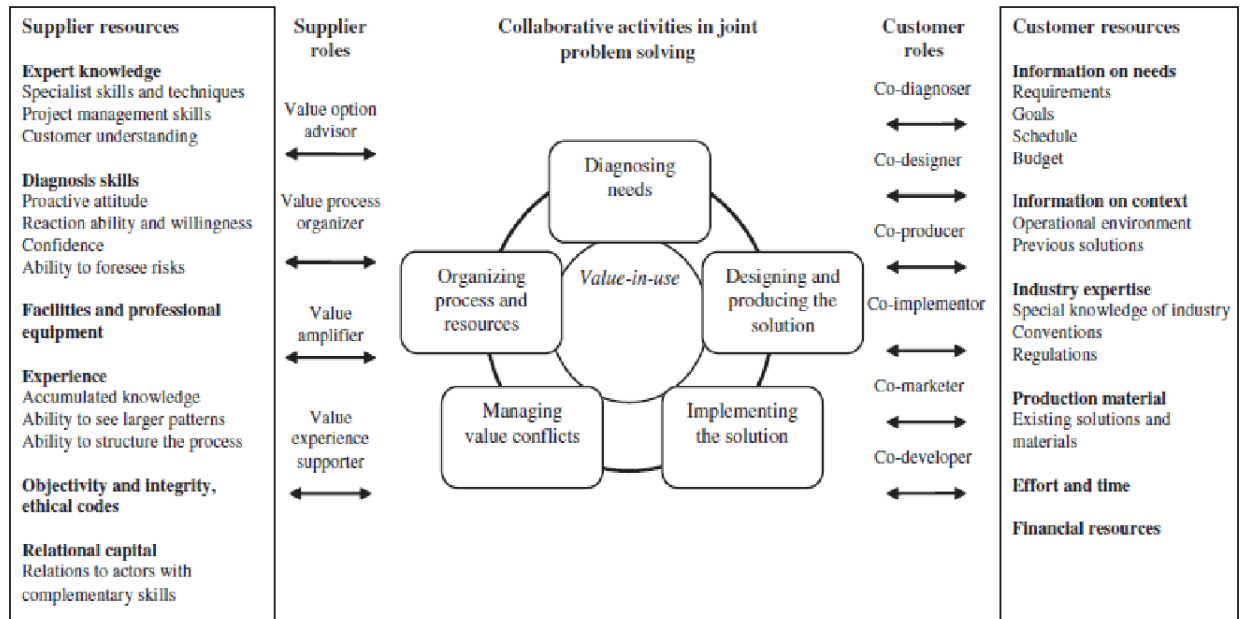 Supplier resources
Expert knowledge
Specialist skills and techniques
Project management skills
Customer understanding
Diagnosis skills
Proactive attitude
Reaction ability and willingness
Confidence
Ability to foresee risks
Facilities and professional
equipment
Experience
Accumulated knowledge
Ability to see larger patterns
Ability to structure the process
Objectivity and integrity,
ethical codes
Relational capital
Relations to actors with
complementary skills
Supplier
roles
Value option
advisor
Value process
organizer
Value
amplifier
Value
experience
supporter
Collaborative activities in joint
problem solving
Diagnosing
needs
Organizing
process and
resources
Value-in-use
Designing and
producing the
solution
Managing
value conflicts
Implementing
the solution
Customer
roles
Co-diagnoser
Co-designer
Co-producer
Co-implementor
Co-marketer
Co-developer
Customer resources
Information on needs
Requirements
Goals
Schedule
Budget
Information on context
Operational environment
Previous solutions
Industry expertise
Special knowledge of industry
Conventions
Regulations
Production material
Existing solutions and
materials
Effort and time
Financial resources